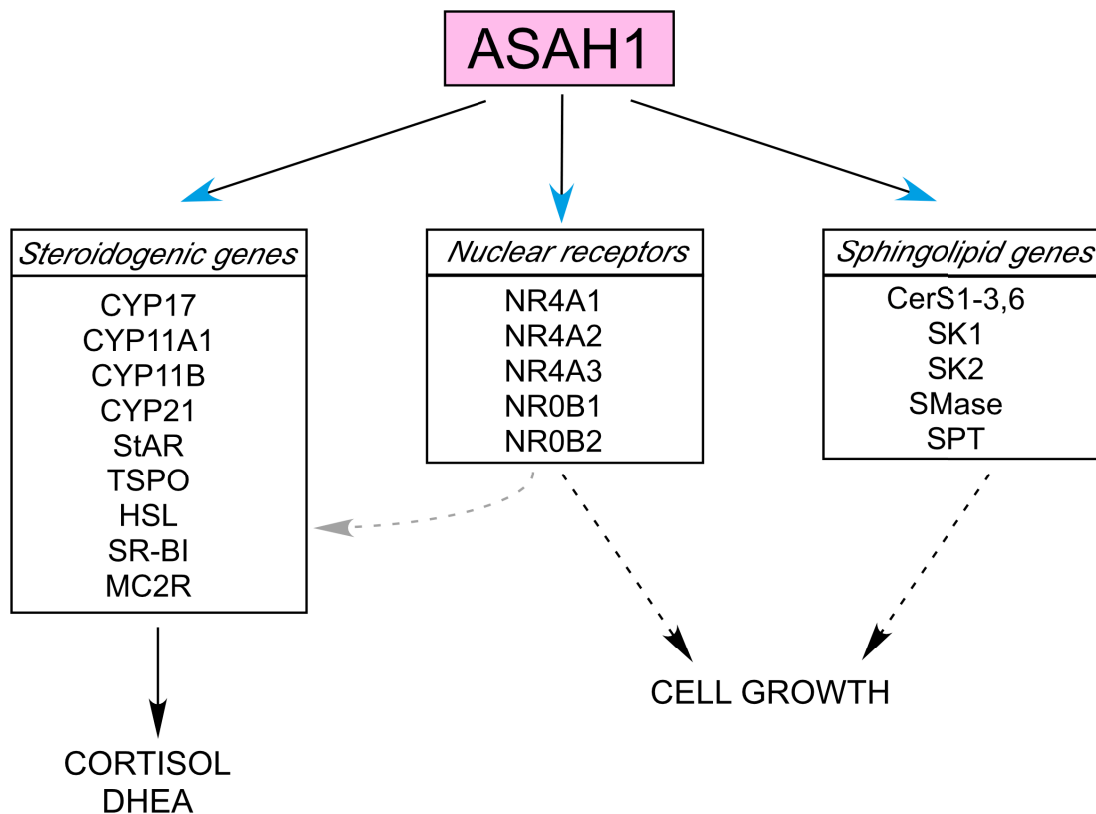 ASAH1
Steroidogenic genes
CYP17
CYP11A1
CYP11B
CYP21
StAR
TSPO
HSL
SR-BI
MC2R
Nuclear receptors
NR4A1
NR4A2
NR4A3
NR0B1
NR0B2
Sphingolipid genes
CerS1-3,6
SK1
SK2
SMase
SPT
CELL GROWTH
CORTISOL
DHEA